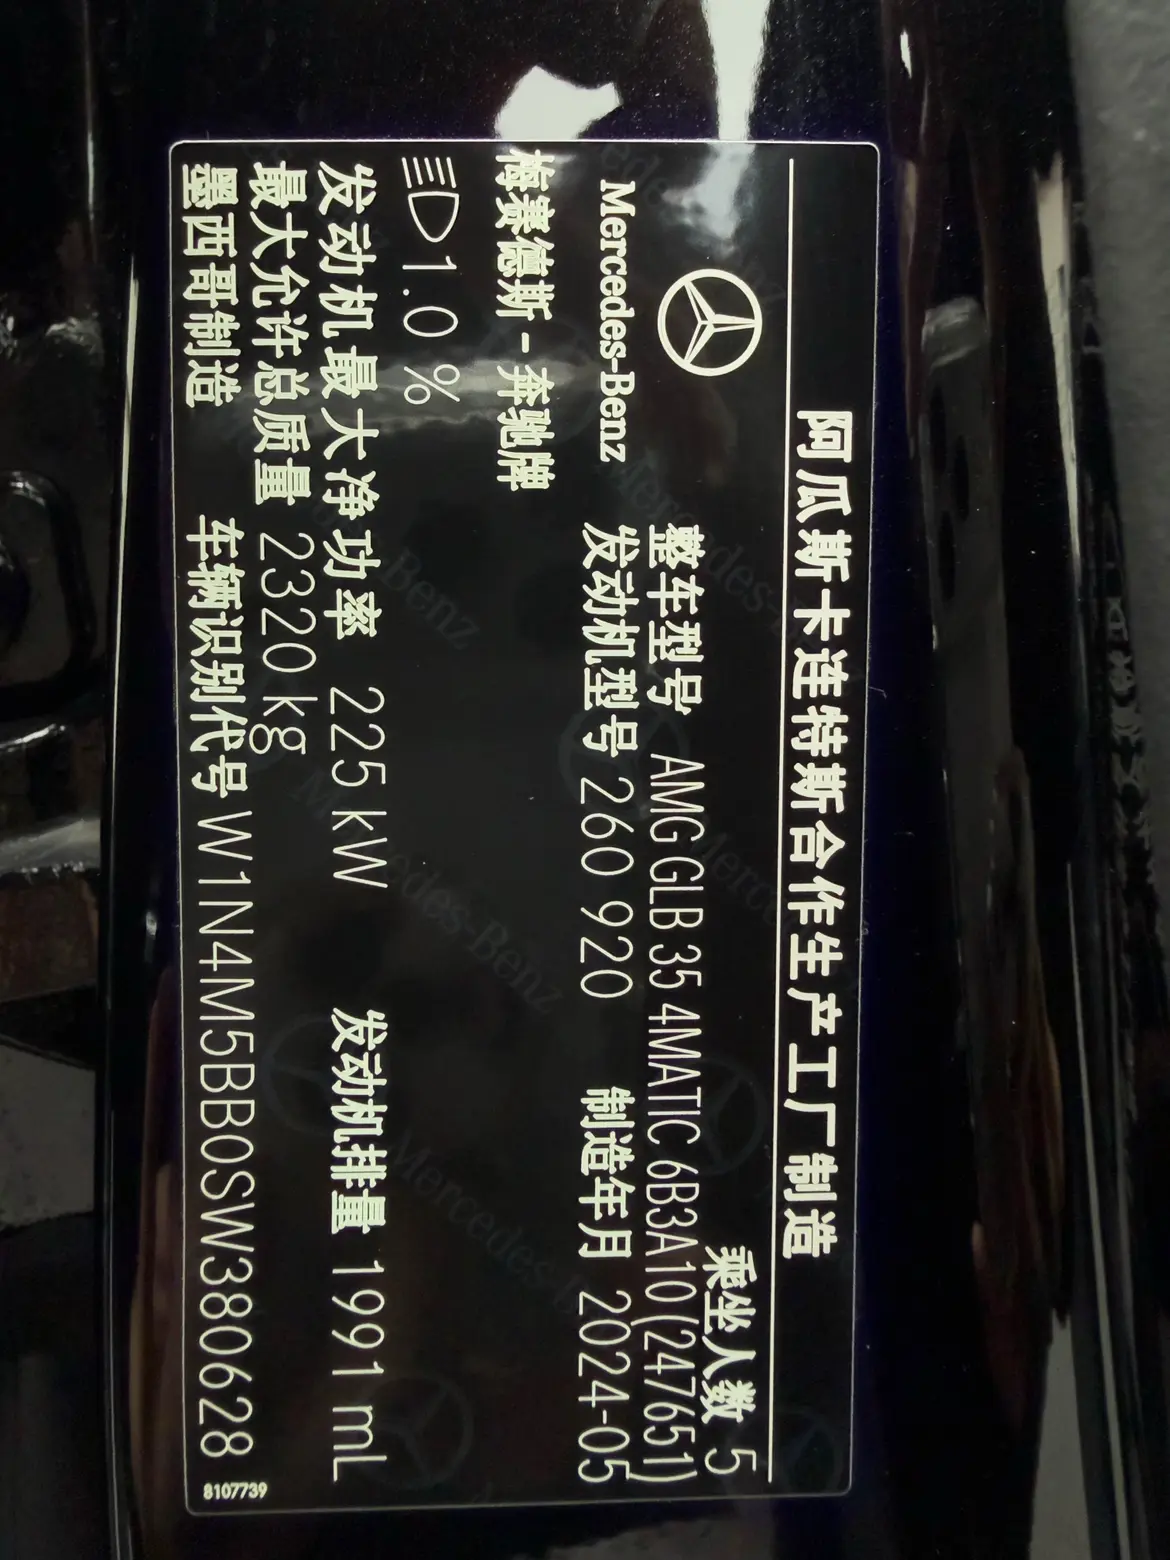 阿瓜斯卡连特斯合作生产工厂制造
乘坐人数 5
Mercedes-Benz
整车型号 AMG GLB 35 4MATIC 6B3A10(247651)
梅赛德斯-奔驰牌
发动机型号 260 920 制造年月 2024-05
1.0 %
发动机最大净功率 225 kW 发动机排量 1991 mL
最大允许总质量 2320 kg
墨西哥制造 车辆识别代号 W1N4M5BB0SW380628
8107739